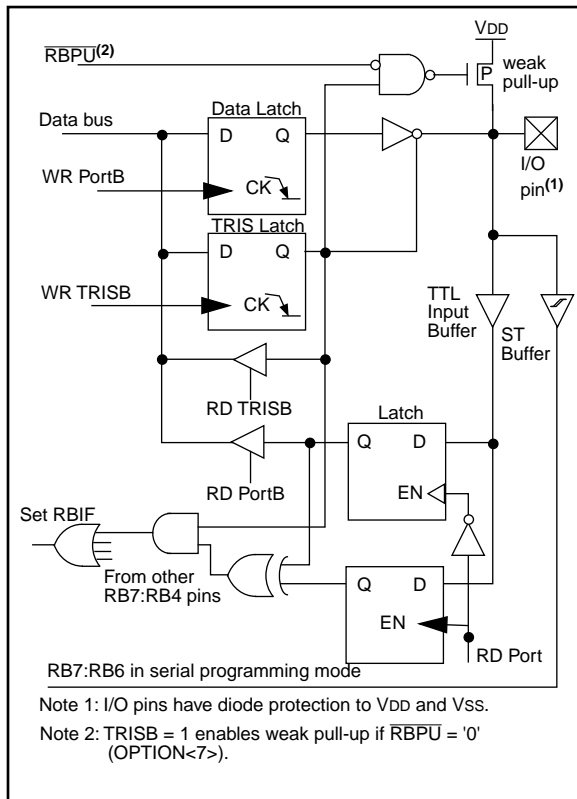 VDD
RBPU(2)
weak
pull-up
P
Data Latch
Data bus
D Q
I/O
pin(1)
WR PortB
CK
TRIS Latch
D Q
WR TRISB
CK
TTL
Input
Buffer
ST
Buffer
RD TRISB
Latch
Q D
RD PortB
EN
Set RBIF
From other
RB7:RB4 pins
Q D
EN
RD Port
RB7:RB6 in serial programming mode
Note 1: I/O pins have diode protection to VDD and VSS.
Note 2: TRISB = 1 enables weak pull-up if RBPU = '0'
(OPTION<7>).